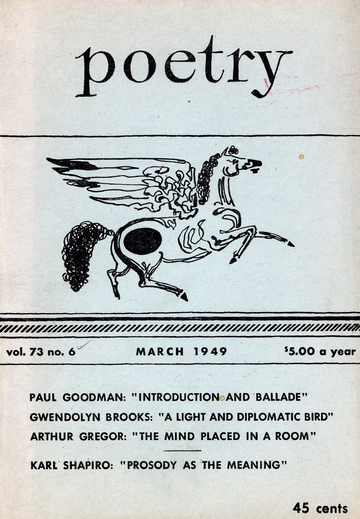 poetry
vol. 73 no. 6 MARCH 1949 $5.00 a year
PAUL GOODMAN: "INTRODUCTION AND BALLADE"
GWENDOLYN BROOKS: "A LIGHT AND DIPLOMATIC BIRD"
ARTHUR GREGOR: "THE MIND PLACED IN A ROOM"
KARL SHAPIRO: "PROSODY AS THE MEANING"
45 cents